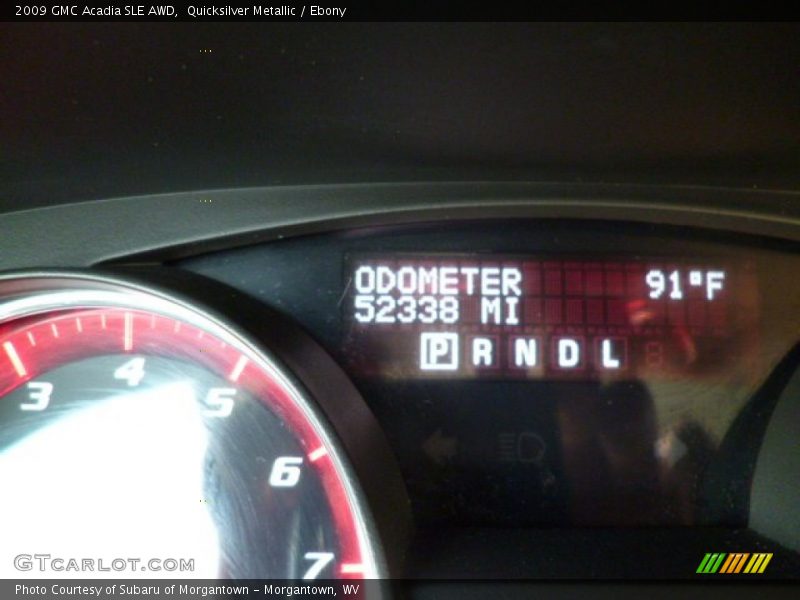 2009 GMC Acadia SLE AWD,  Quicksilver Metallic / Ebony
ODOMETER 91°F
52338 MI
P R N D L
3 4 5 6 7
GTCARLOT.COM
Photo Courtesy of Subaru of Morgantown - Morgantown, WV